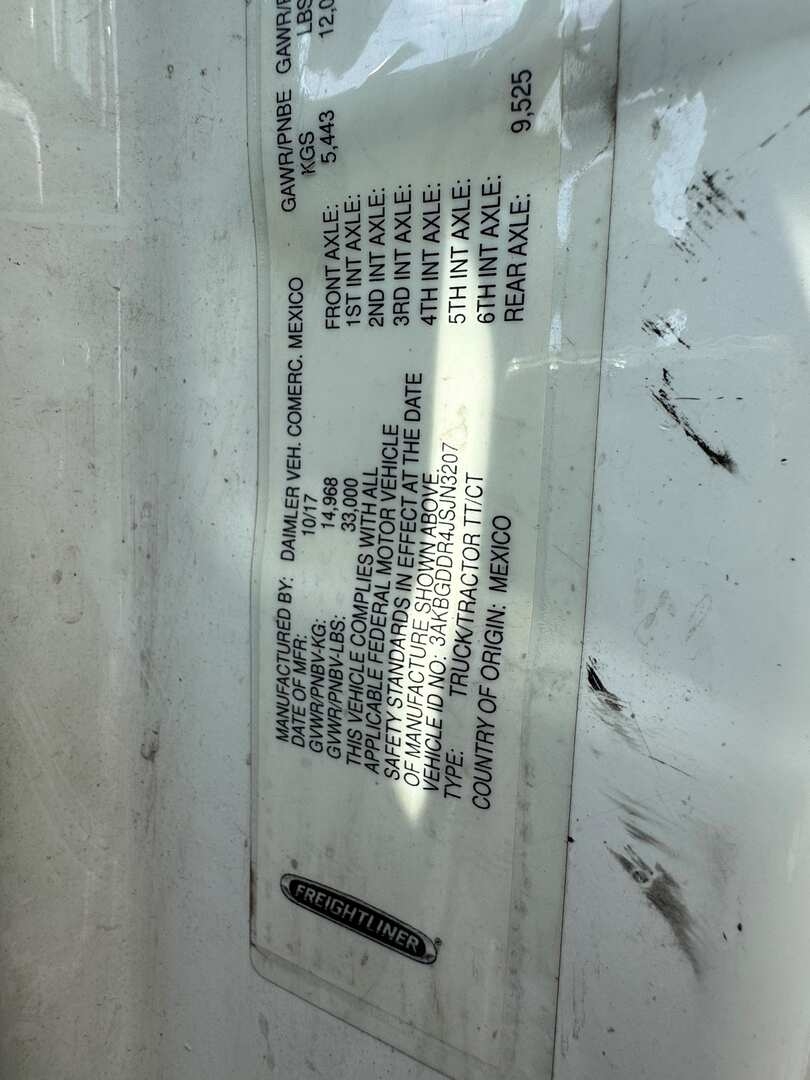 FREIGHTLINER
MANUFACTURED BY: DAIMLER VEH. COMERC. MEXICO
DATE OF MFR: 10/17
GVWR/PNBV-KG: 14,968
GVWR/PNBV-LBS: 33,000
THIS VEHICLE COMPLIES WITH ALL
APPLICABLE FEDERAL MOTOR VEHICLE
SAFETY STANDARDS IN EFFECT AT THE DATE
OF MANUFACTURE SHOWN ABOVE.
VEHICLE ID NO: 3AKBGDDR4JSJN3207
TYPE: TRUCK/TRACTOR TT/CT
COUNTRY OF ORIGIN: MEXICO
GAWR/PNBE
KGS LBS
FRONT AXLE: 5,443
1ST INT AXLE:
2ND INT AXLE:
3RD INT AXLE:
4TH INT AXLE:
5TH INT AXLE:
6TH INT AXLE:
REAR AXLE: 9,525